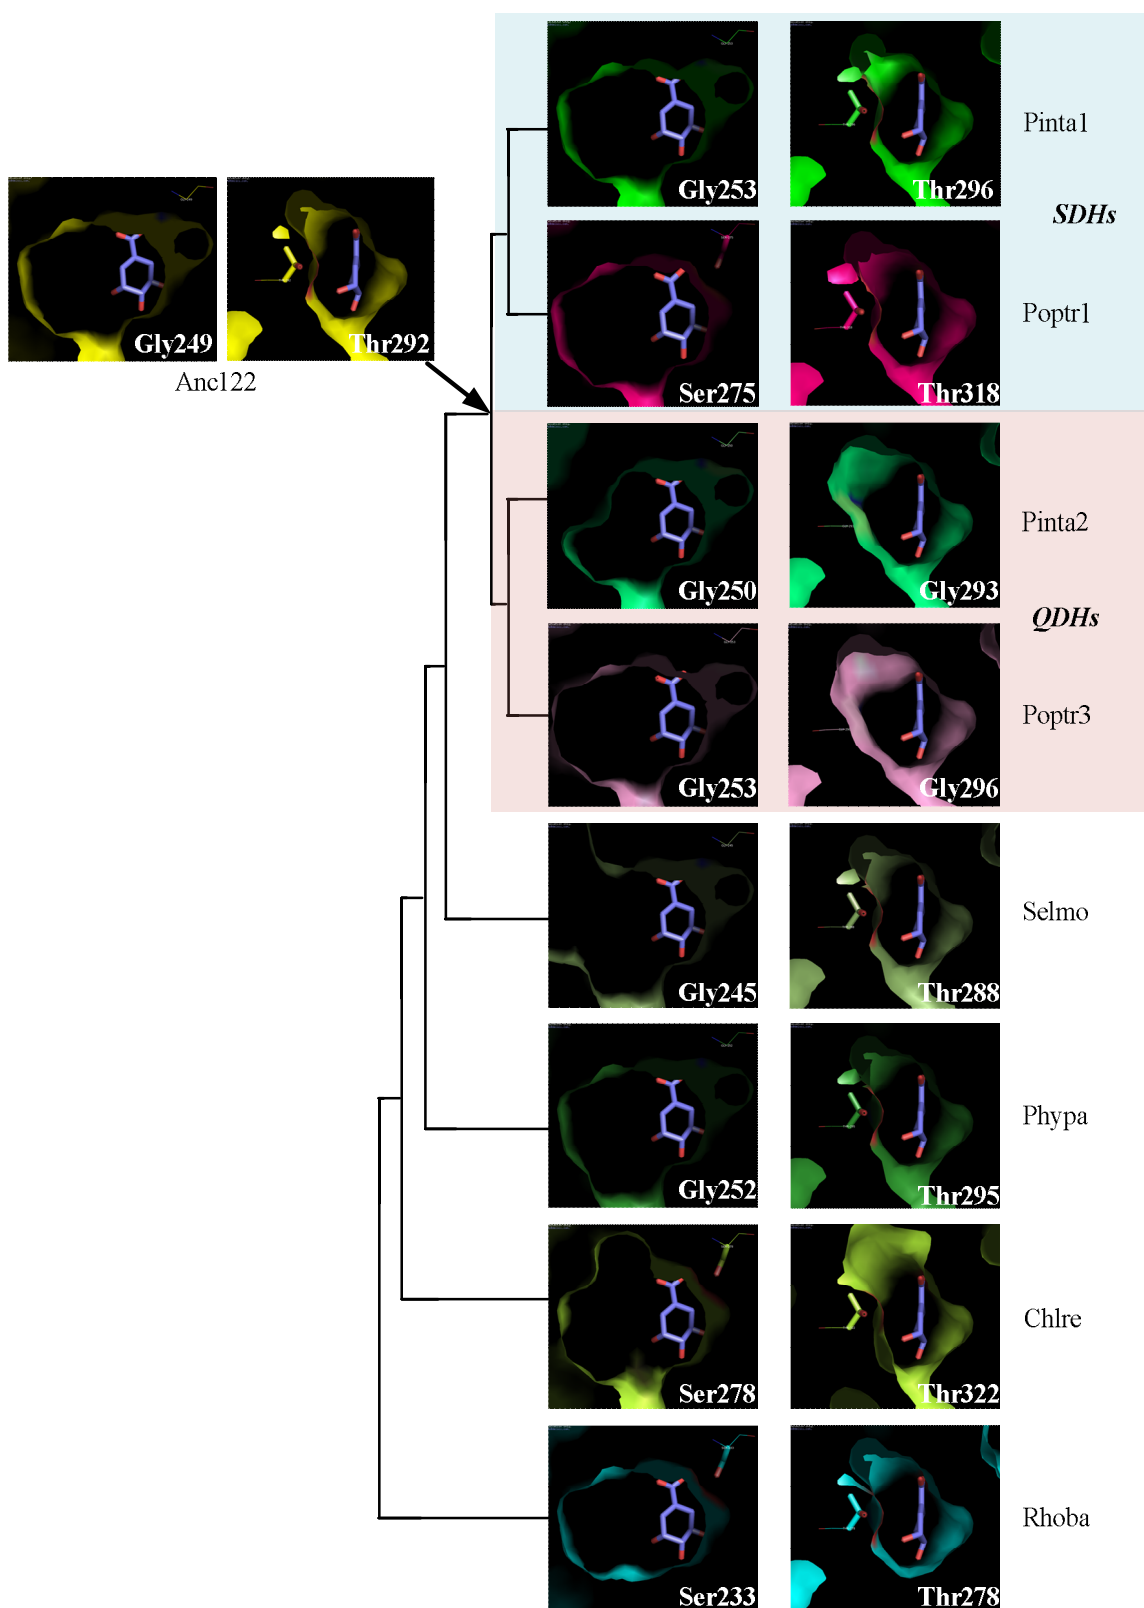 Pinta1
Gly253
Thr296
SDHs
Gly249
Thr292
Anc122
Poptr1
Ser275
Thr318
Pinta2
Gly250
Gly293
QDHs
Poptr3
Gly253
Gly296
Selmo
Gly245
Thr288
Phypa
Gly252
Thr295
Chlre
Ser278
Thr322
Rhoba
Ser233
Thr278